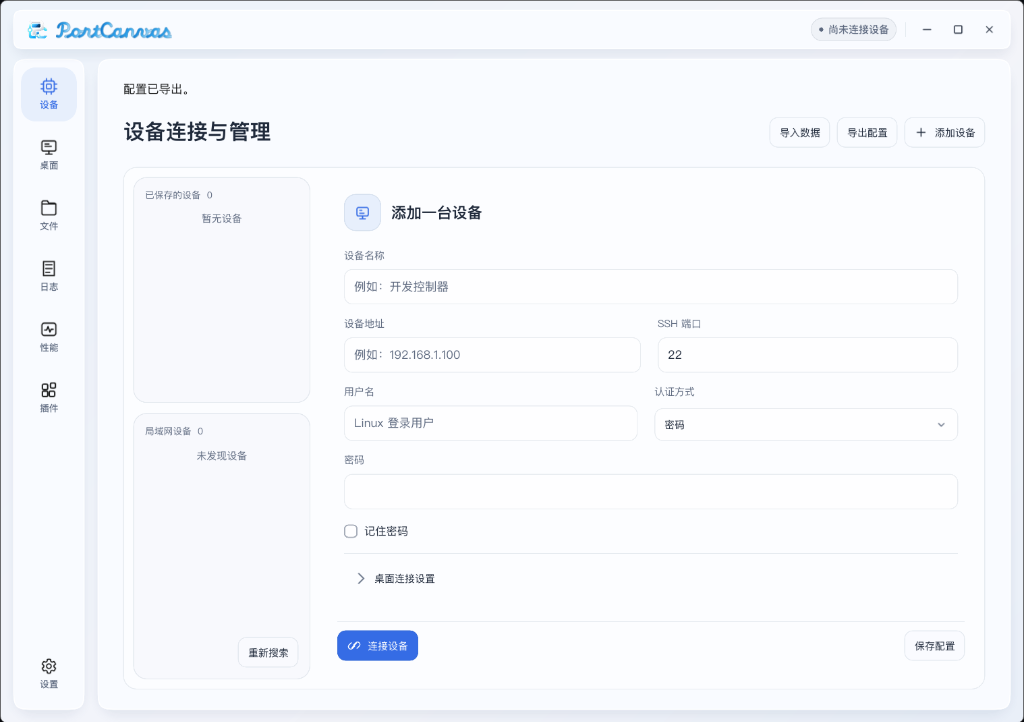 PortCanvas
尚未连接设备
设备
桌面
文件
日志
性能
插件
设置
配置已导出。
设备连接与管理
导入数据
导出配置
添加设备
已保存的设备 0
暂无设备
局域网设备 0
未发现设备
重新搜索
添加一台设备
设备名称
例如：开发控制器
设备地址
SSH 端口
例如：192.168.1.100
22
用户名
认证方式
Linux 登录用户
密码
密码
记住密码
桌面连接设置
连接设备
保存配置